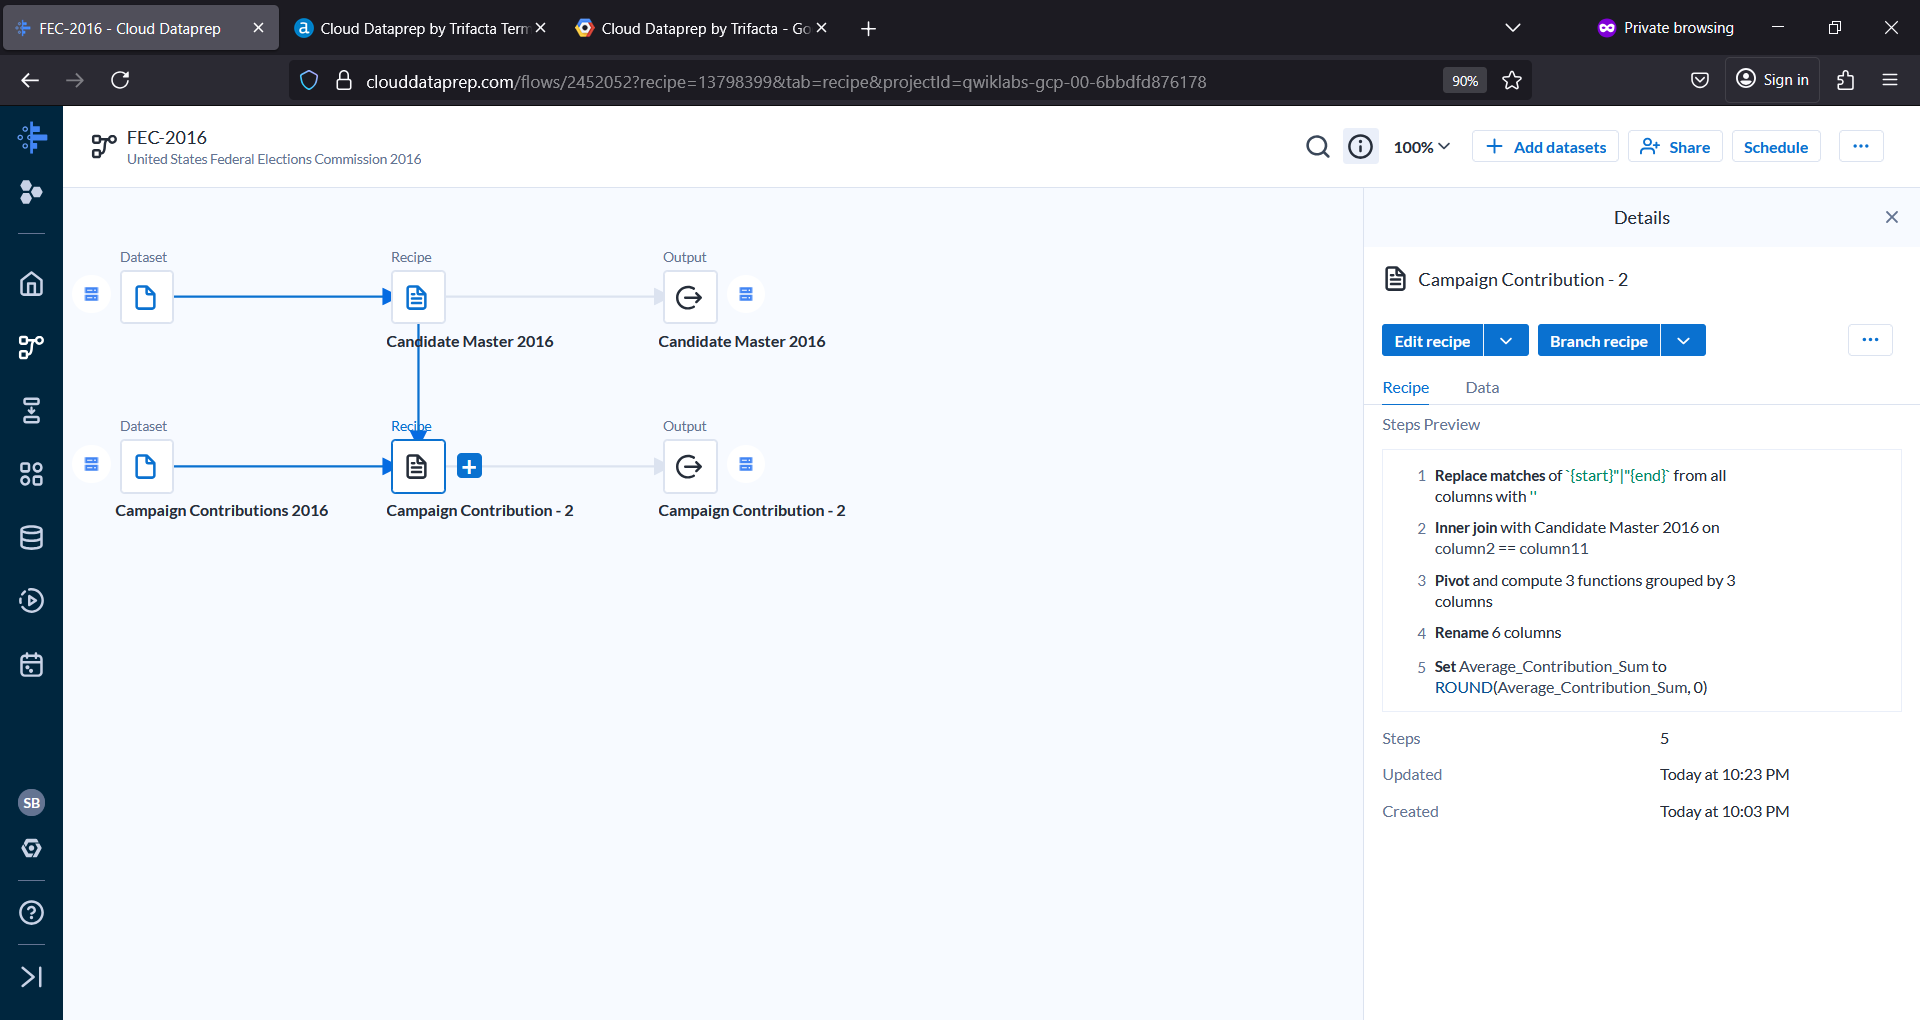 FEC-2016 - Cloud Dataprep
Cloud Dataprep by Trifacta Term
Cloud Dataprep by Trifacta - Go
Private browsing
clouddataprep.com/flows/2452052?recipe=13798399&tab=recipe&projectId=qwiklabs-gcp-00-6bbdfd876178
90%
Sign in
FEC-2016
United States Federal Elections Commission 2016
100%
Add datasets
Share
Schedule
Details
Dataset
Recipe
Output
Candidate Master 2016
Candidate Master 2016
Dataset
Recipe
Output
Campaign Contributions 2016
Campaign Contribution - 2
Campaign Contribution - 2
Campaign Contribution - 2
Edit recipe
Branch recipe
Recipe
Data
Steps Preview
1 Replace matches of `{start}"|"{end}` from all
columns with ''
2 Inner join with Candidate Master 2016 on
column2 == column11
3 Pivot and compute 3 functions grouped by 3
columns
4 Rename 6 columns
5 Set Average_Contribution_Sum to
ROUND(Average_Contribution_Sum, 0)
Steps 5
Updated Today at 10:23 PM
Created Today at 10:03 PM
SB